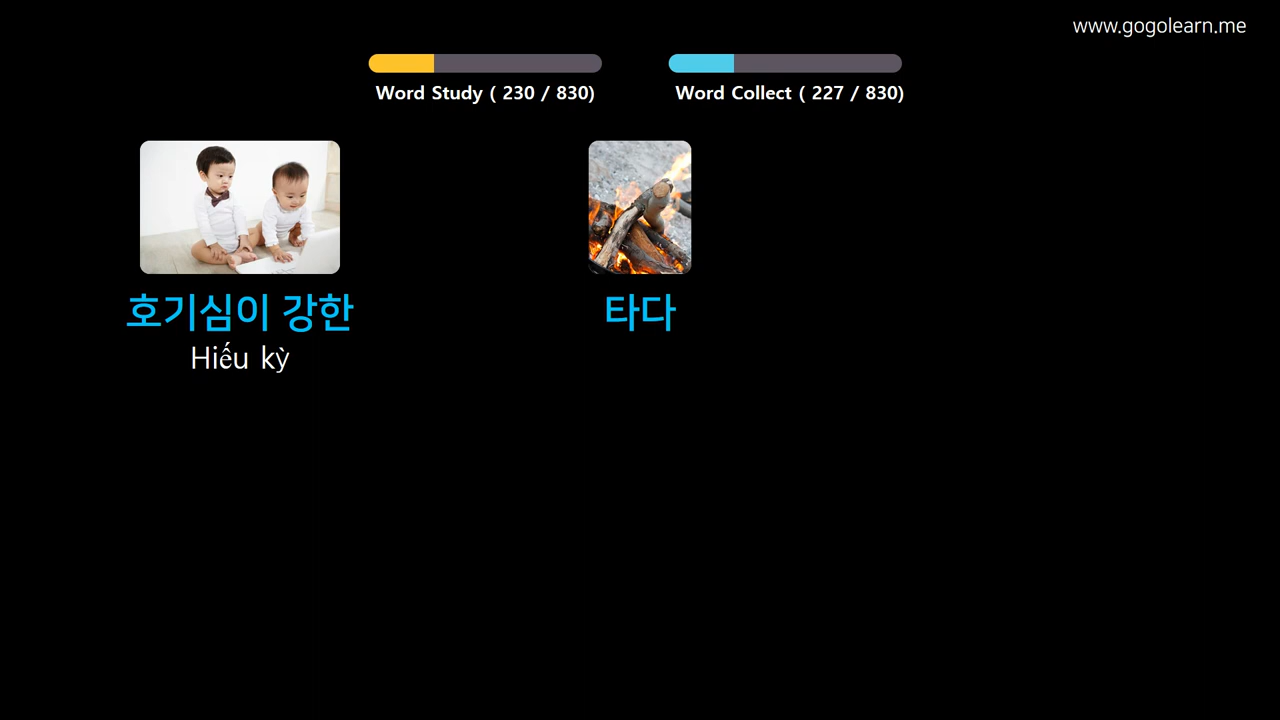 www.gogolearn.me
Word Study ( 230 / 830)
Word Collect ( 227 / 830)
호기심이 강한
타다
Hiếu kỳ